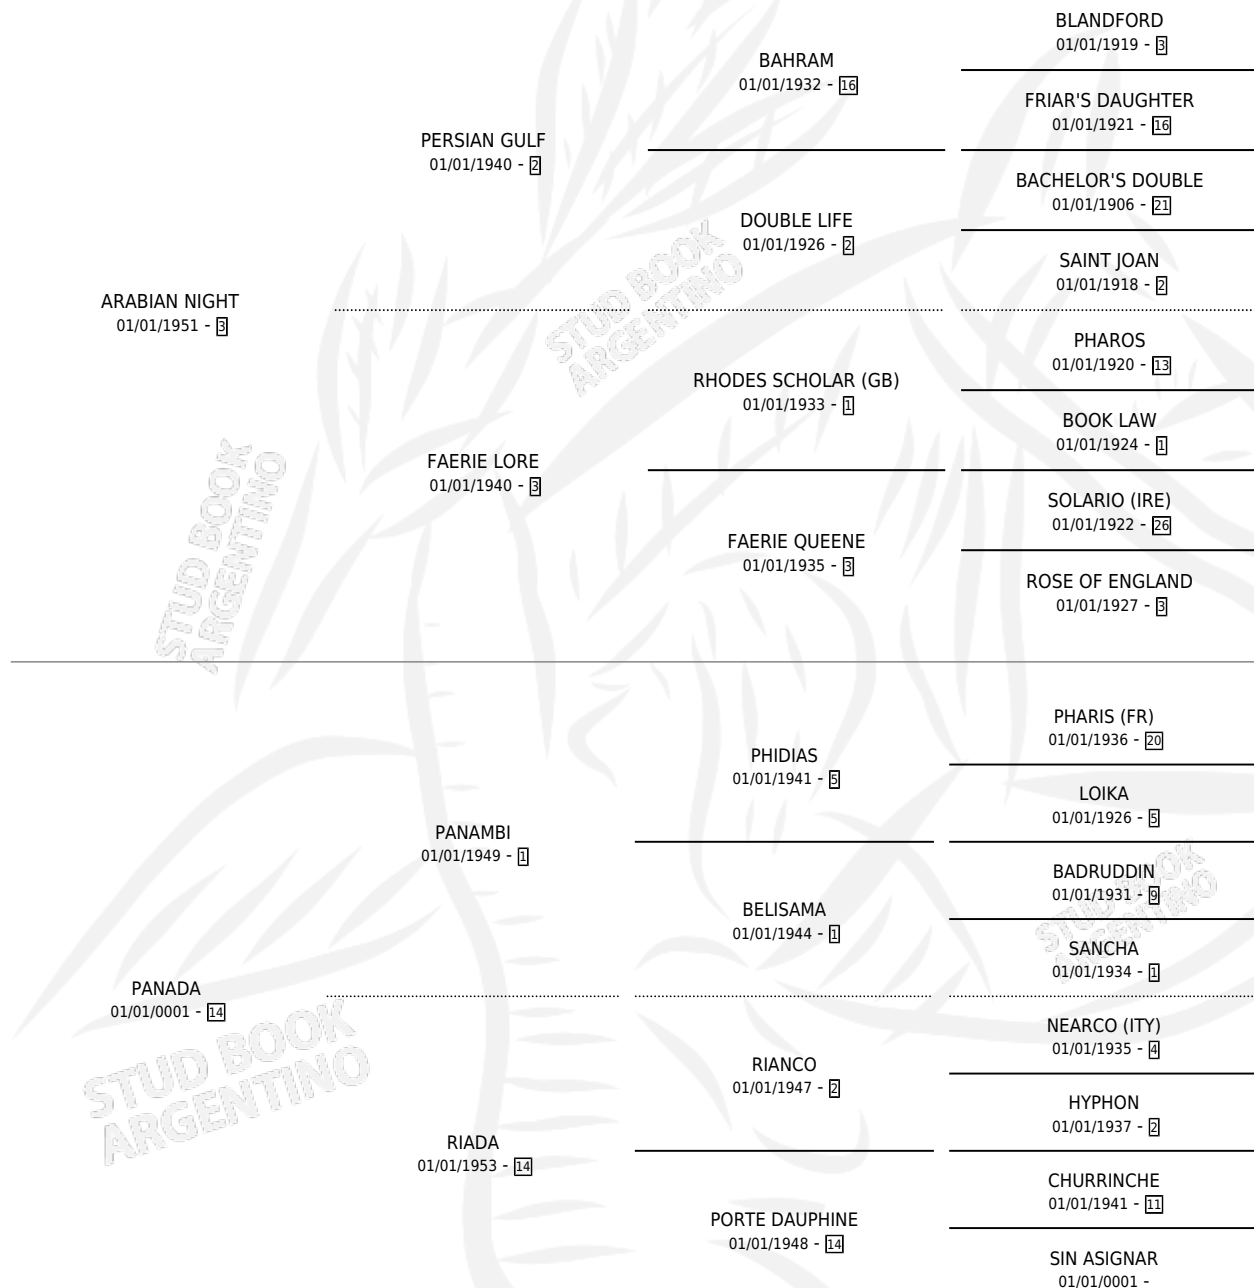 BLANDFORD
01/01/1919 - 3
BAHRAM
01/01/1932 - 16
FRIAR'S DAUGHTER
01/01/1921 - 16
PERSIAN GULF
01/01/1940 - 2
BACHELOR'S DOUBLE
01/01/1906 - 21
DOUBLE LIFE
01/01/1926 - 2
SAINT JOAN
01/01/1918 - 2
STUD BOOK
ARGENTINO
ARABIAN NIGHT
01/01/1951 - 3
PHAROS
01/01/1920 - 13
RHODES SCHOLAR (GB)
01/01/1933 - 1
BOOK LAW
01/01/1924 - 1
FAERIE LORE
01/01/1940 - 3
SOLARIO (IRE)
01/01/1922 - 26
FAERIE QUEENE
01/01/1935 - 3
ROSE OF ENGLAND
01/01/1927 - 3
STUD BOOK
ARGENTINO
PHARIS (FR)
01/01/1936 - 20
PHIDIAS
01/01/1941 - 5
LOIKA
01/01/1926 - 5
PANAMBI
01/01/1949 - 1
BADRUDDIN
01/01/1931 - 9
BELISAMA
01/01/1944 - 1
SANCHA
01/01/1934 - 1
STUD BOOK
ARGENTINO
PANADA
01/01/0001 - 14
STUD BOOK
ARGENTINO
NEARCO (ITY)
01/01/1935 - 4
RIANCO
01/01/1947 - 2
HYPHON
01/01/1937 - 2
RIADA
01/01/1953 - 14
CHURRINCHE
01/01/1941 - 11
PORTE DAUPHINE
01/01/1948 - 14
SIN ASIGNAR
01/01/0001 -